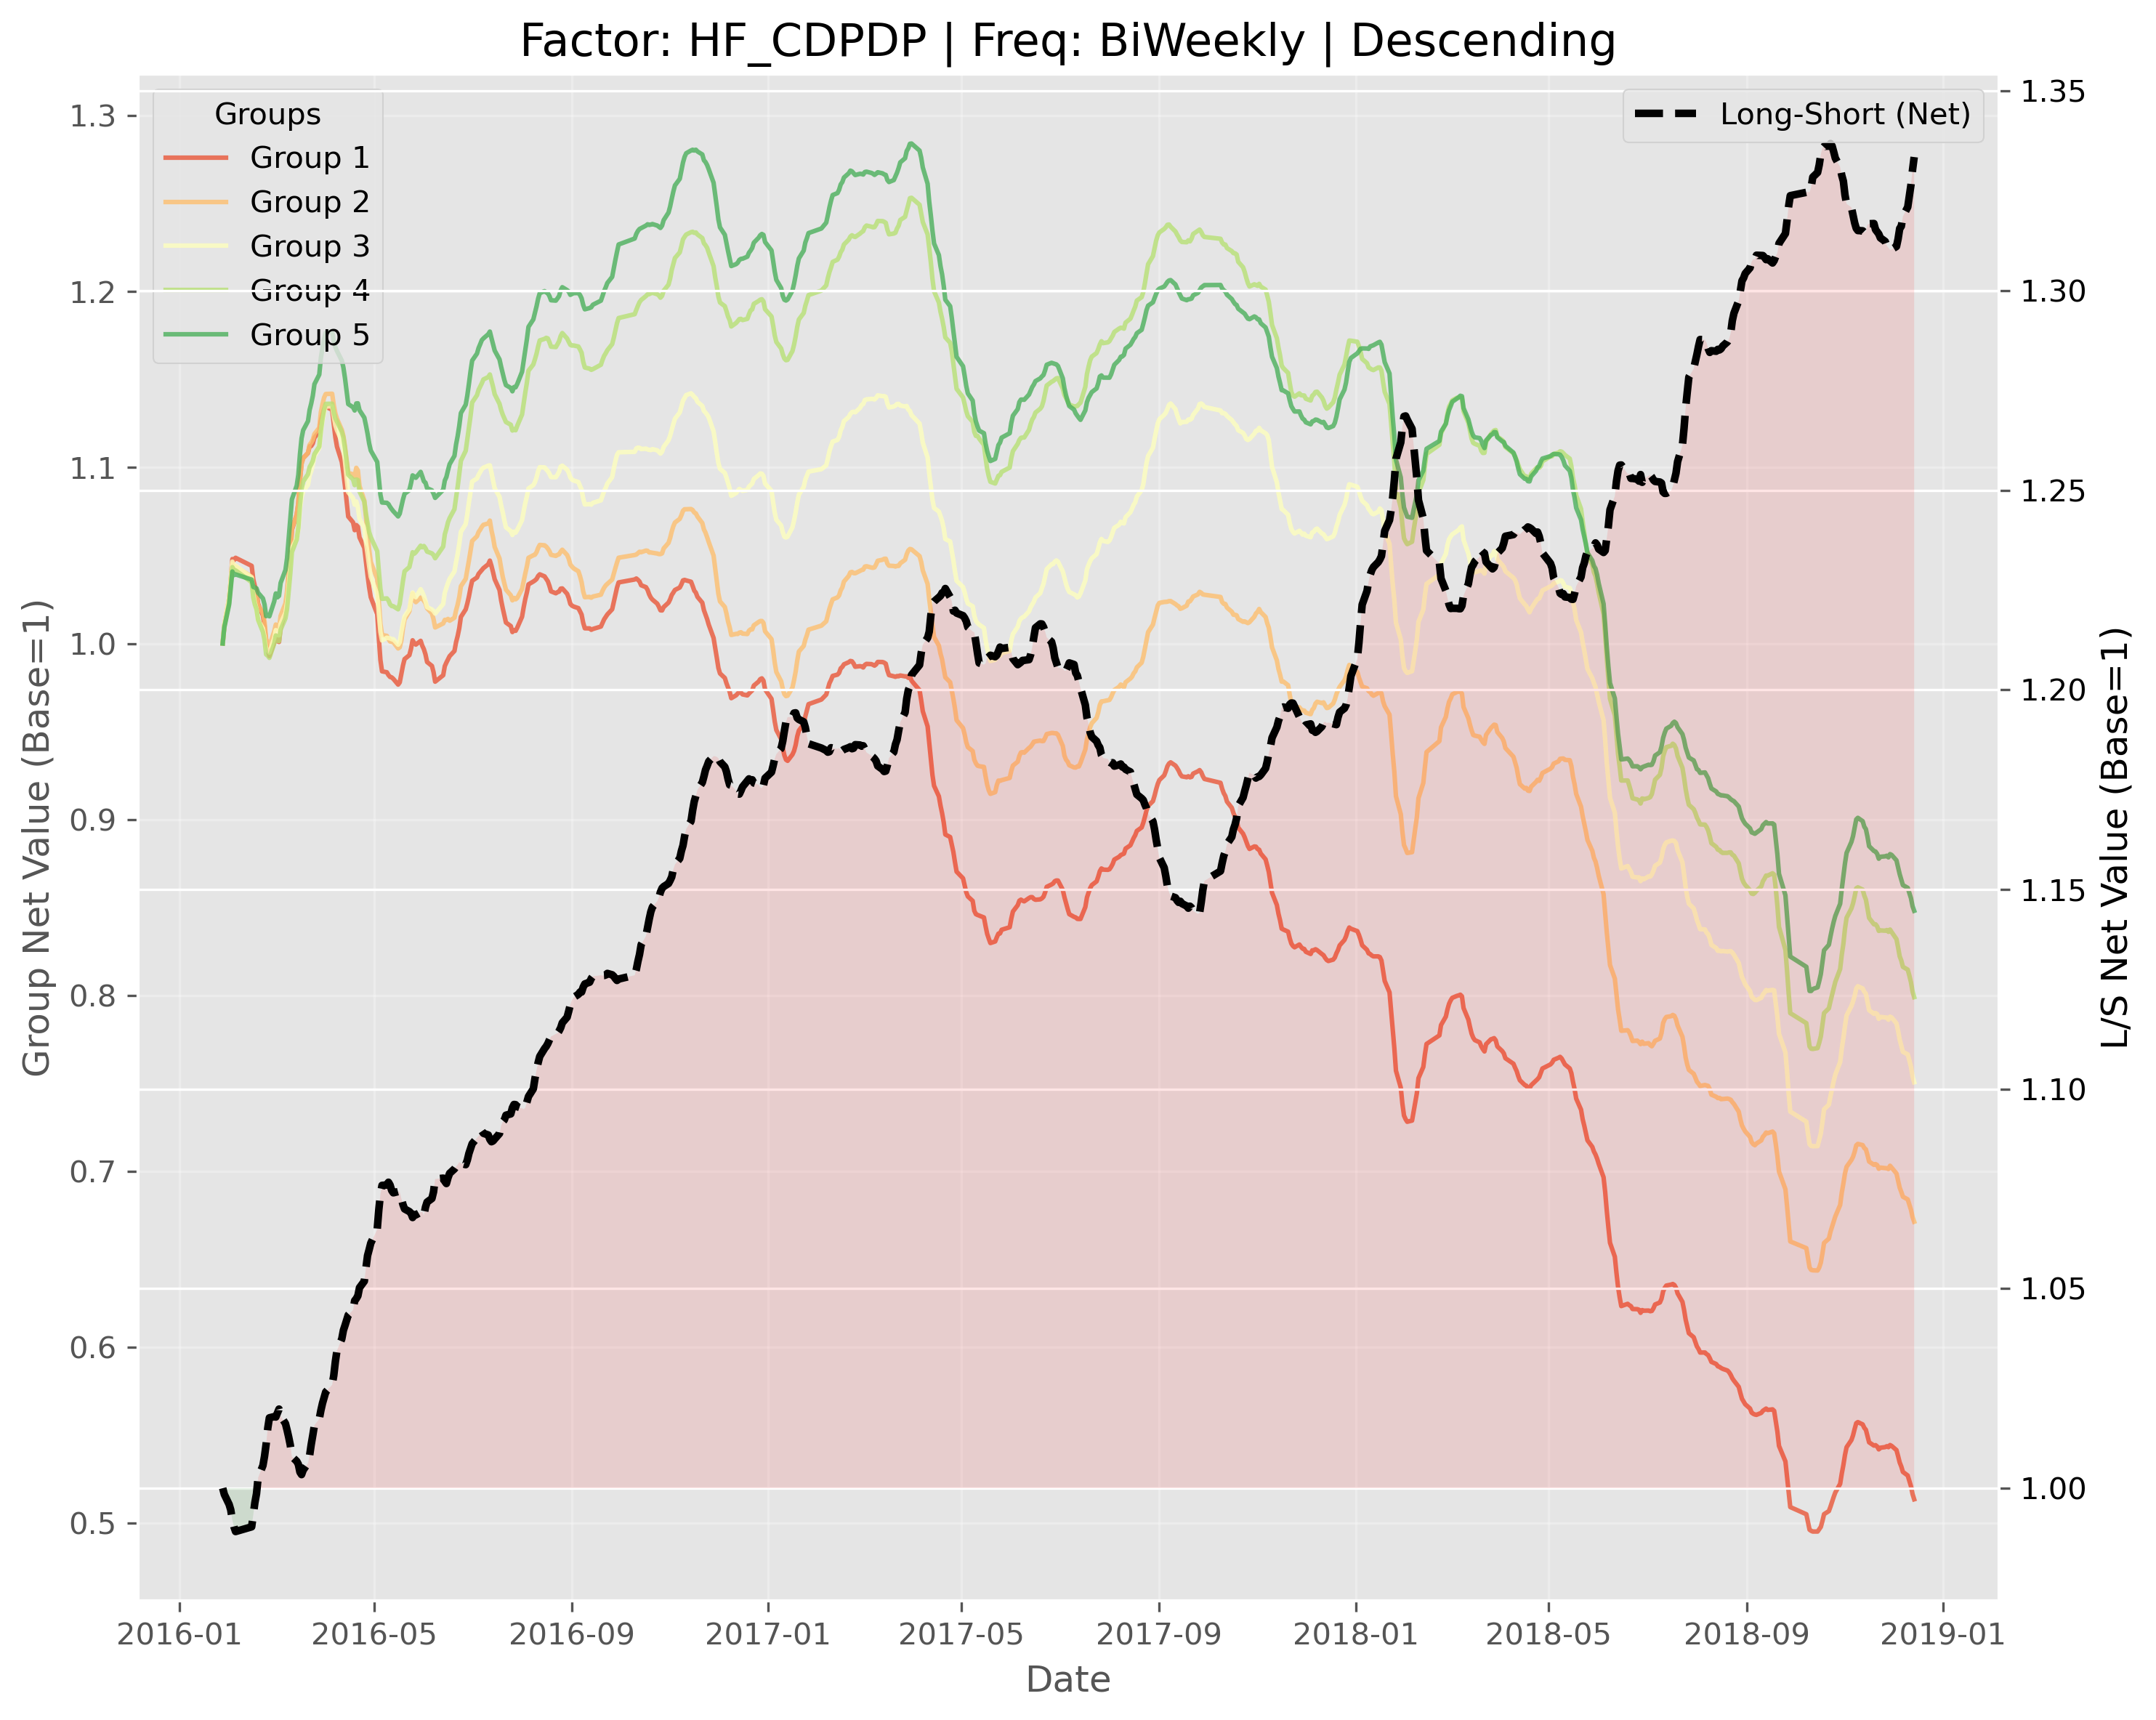 Factor: HF_CDPDP | Freq: BiWeekly | Descending
Groups
Group 1
Group 2
Group 3
Group 4
Group 5
Long-Short (Net)
Group Net Value (Base=1)
1.3
1.2
1.1
1.0
0.9
0.8
0.7
0.6
0.5
L/S Net Value (Base=1)
1.35
1.30
1.25
1.20
1.15
1.10
1.05
1.00
2016-01 2016-05 2016-09 2017-01 2017-05 2017-09 2018-01 2018-05 2018-09 2019-01
Date